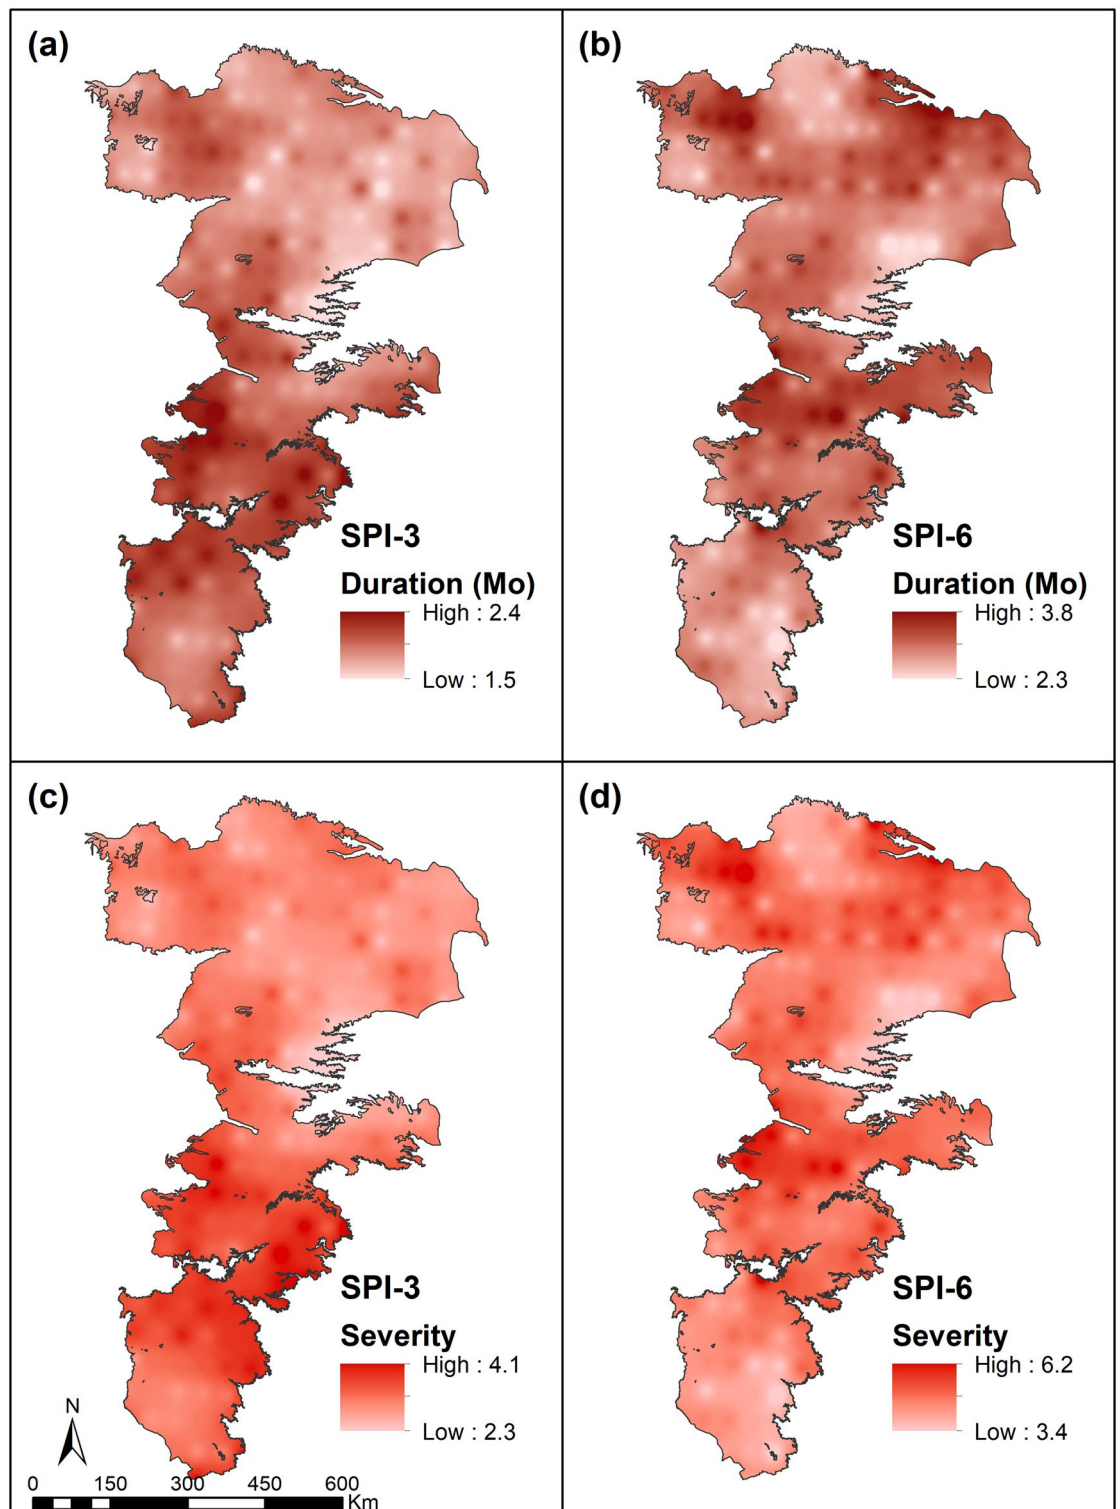 (a)
SPI-3
Duration (Mo)
High : 2.4
Low : 1.5
(b)
SPI-6
Duration (Mo)
High : 3.8
Low : 2.3
(c)
SPI-3
Severity
High : 4.1
Low : 2.3
N
0 150 300 450 600
Km
(d)
SPI-6
Severity
High : 6.2
Low : 3.4